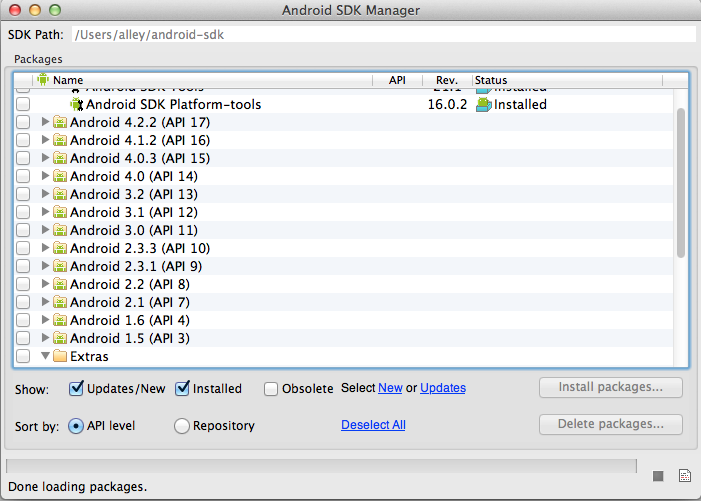 Android SDK Manager
SDK Path: /Users/alley/android-sdk
Packages
Name API Rev. Status
Android SDK Tools 21.1 Installed
Android SDK Platform-tools 16.0.2 Installed
Android 4.2.2 (API 17)
Android 4.1.2 (API 16)
Android 4.0.3 (API 15)
Android 4.0 (API 14)
Android 3.2 (API 13)
Android 3.1 (API 12)
Android 3.0 (API 11)
Android 2.3.3 (API 10)
Android 2.3.1 (API 9)
Android 2.2 (API 8)
Android 2.1 (API 7)
Android 1.6 (API 4)
Android 1.5 (API 3)
Extras
Show: Updates/New Installed Obsolete Select New or Updates Install packages...
Sort by: API level Repository Deselect All Delete packages...
Done loading packages.